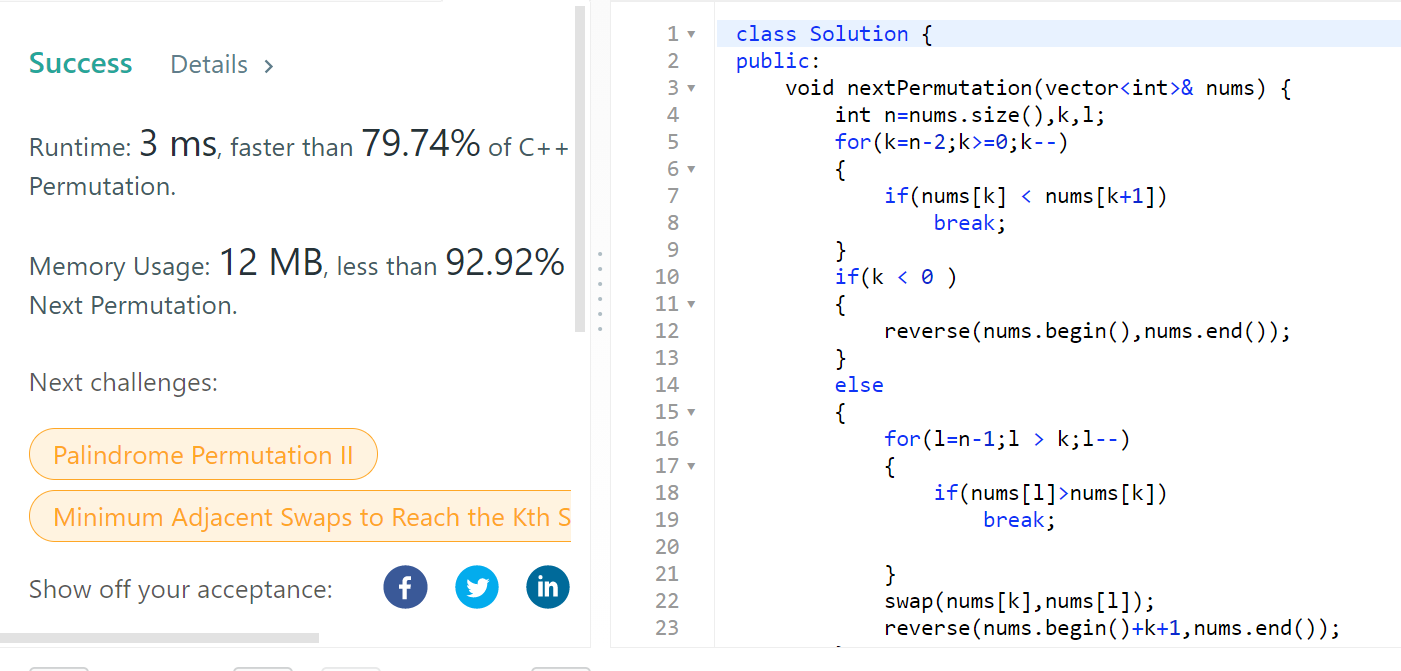 Success Details >
Runtime: 3 ms, faster than 79.74% of C++
Permutation.
Memory Usage: 12 MB, less than 92.92%
Next Permutation.
Next challenges:
Palindrome Permutation II
Minimum Adjacent Swaps to Reach the Kth S
Show off your acceptance: f in
1 class Solution {
2 public:
3     void nextPermutation(vector<int>& nums) {
4         int n=nums.size(),k,l;
5         for(k=n-2;k>=0;k--)
6         {
7             if(nums[k] < nums[k+1])
8                 break;
9         }
10         if(k < 0 )
11         {
12             reverse(nums.begin(),nums.end());
13         }
14         else
15         {
16             for(l=n-1;l > k;l--)
17             {
18                 if(nums[l]>nums[k])
19                     break;
20
21             }
22             swap(nums[k],nums[l]);
23             reverse(nums.begin()+k+1,nums.end());